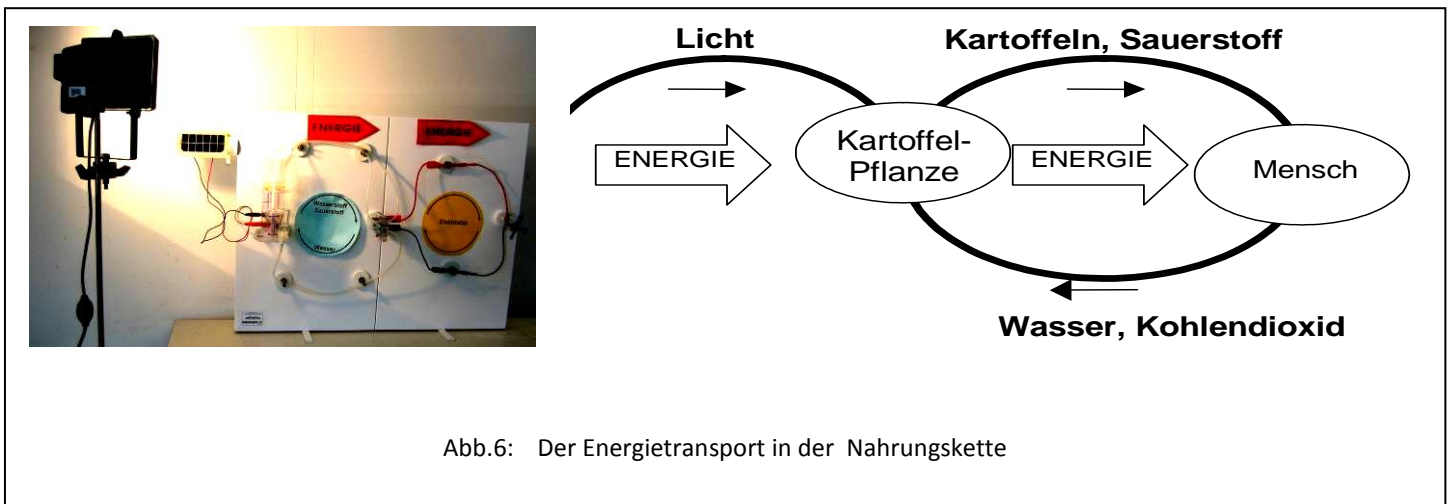 ENERGIE
ENERGIE
Wasserstoff
Sauerstoff
Wasser
Elektrizität
Licht
Kartoffeln, Sauerstoff
ENERGIE
Kartoffel-
Pflanze
ENERGIE
Mensch
Wasser, Kohlendioxid
Abb.6: Der Energietransport in der Nahrungskette